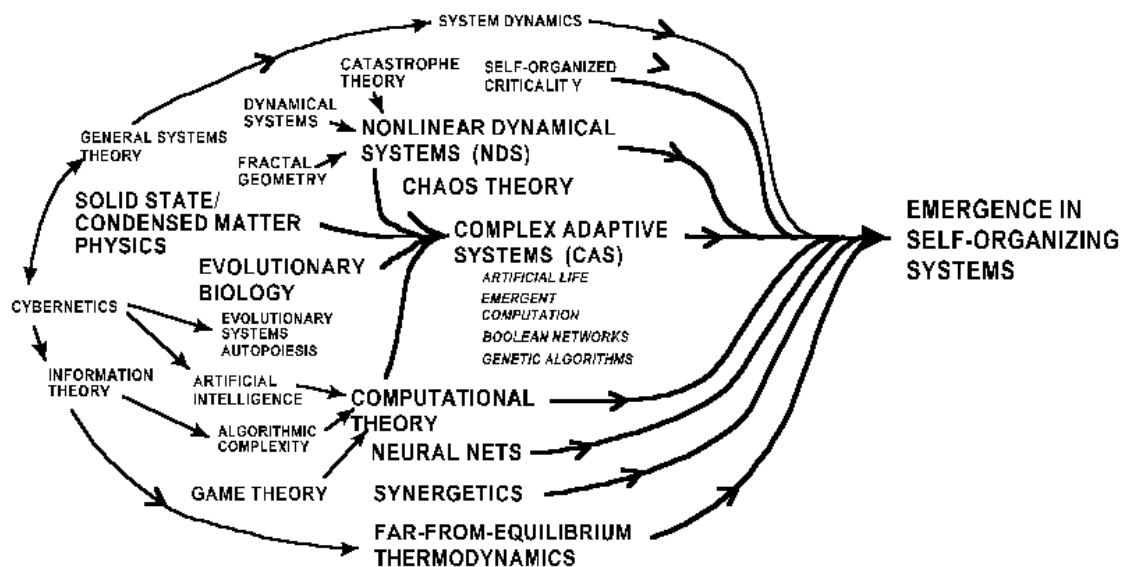 SYSTEM DYNAMICS
CATASTROPHE
THEORY
SELF-ORGANIZED
CRITICALITY
DYNAMICAL
SYSTEMS
NONLINEAR DYNAMICAL
SYSTEMS (NDS)
GENERAL SYSTEMS
THEORY
FRACTAL
GEOMETRY
CHAOS THEORY
SOLID STATE/
CONDENSED MATTER
PHYSICS
COMPLEX ADAPTIVE
SYSTEMS (CAS)
ARTIFICIAL LIFE
EMERGENT
COMPUTATION
BOOLEAN NETWORKS
GENETIC ALGORITHMS
EMERGENCE IN
SELF-ORGANIZING
SYSTEMS
EVOLUTIONARY
BIOLOGY
CYBERNETICS
EVOLUTIONARY
SYSTEMS
AUTOPOIESIS
INFORMATION
THEORY
ARTIFICIAL
INTELLIGENCE
COMPUTATIONAL
THEORY
ALGORITHMIC
COMPLEXITY
NEURAL NETS
GAME THEORY
SYNERGETICS
FAR-FROM-EQUILIBRIUM
THERMODYNAMICS